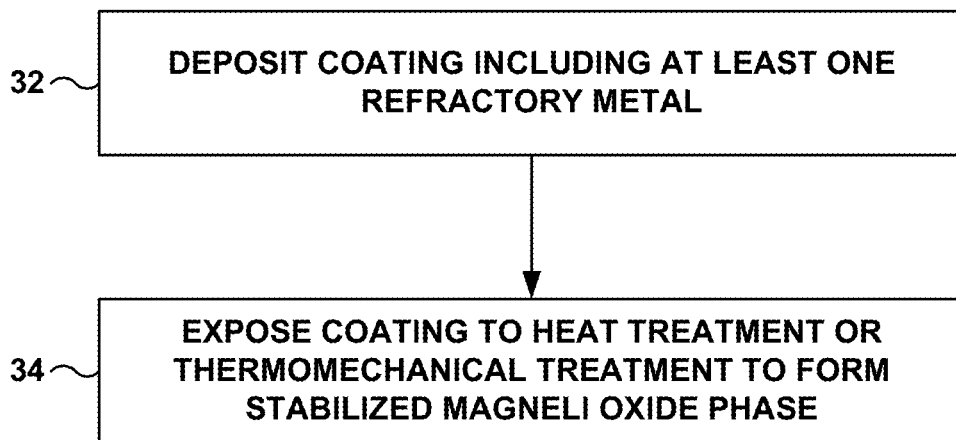 32
DEPOSIT COATING INCLUDING AT LEAST ONE
REFRACTORY METAL
34
EXPOSE COATING TO HEAT TREATMENT OR
THERMOMECHANICAL TREATMENT TO FORM
STABILIZED MAGNELI OXIDE PHASE